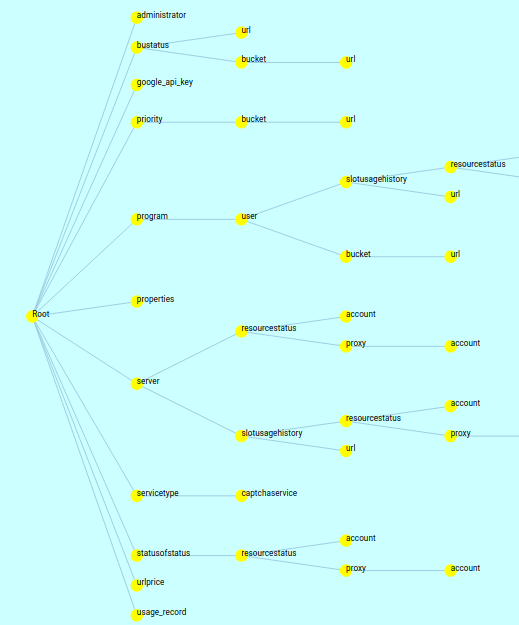 administrator
bustatus
url
bucket
url
google_api_key
priority
bucket
url
program
user
slotusagehistory
resourcestatus
url
bucket
url
properties
Root
server
resourcestatus
account
proxy
account
slotusagehistory
resourcestatus
account
proxy
url
servicetype
captchaservice
statusofstatus
resourcestatus
account
proxy
account
urlprice
usage_record